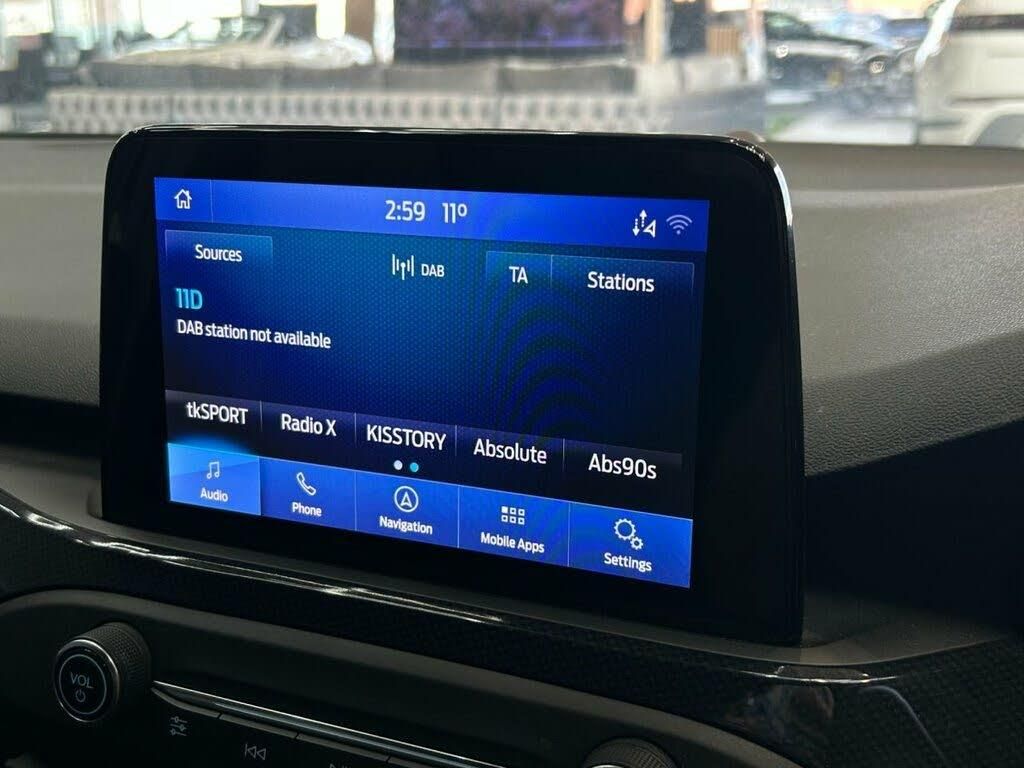 2:59 11°
Sources
DAB
TA
Stations
11D
DAB station not available
tkSPORT
Radio X
KISSTORY
Absolute
Abs90s
Audio
Phone
Navigation
Mobile Apps
Settings
VOL